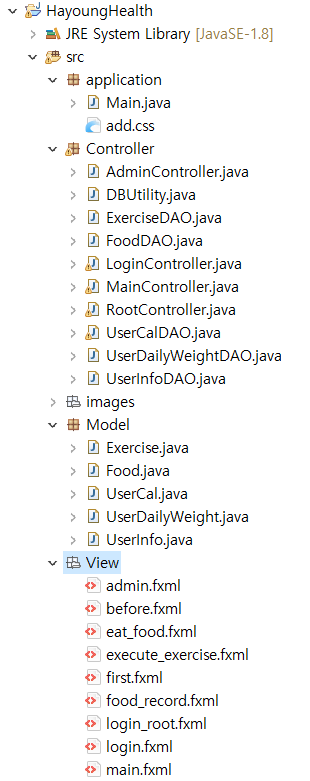 HayoungHealth
JRE System Library [JavaSE-1.8]
src
application
Main.java
add.css
Controller
AdminController.java
DBUtility.java
ExerciseDAO.java
FoodDAO.java
LoginController.java
MainController.java
RootController.java
UserCalDAO.java
UserDailyWeightDAO.java
UserInfoDAO.java
images
Model
Exercise.java
Food.java
UserCal.java
UserDailyWeight.java
UserInfo.java
View
admin.fxml
before.fxml
eat_food.fxml
execute_exercise.fxml
first.fxml
food_record.fxml
login_root.fxml
login.fxml
main.fxml